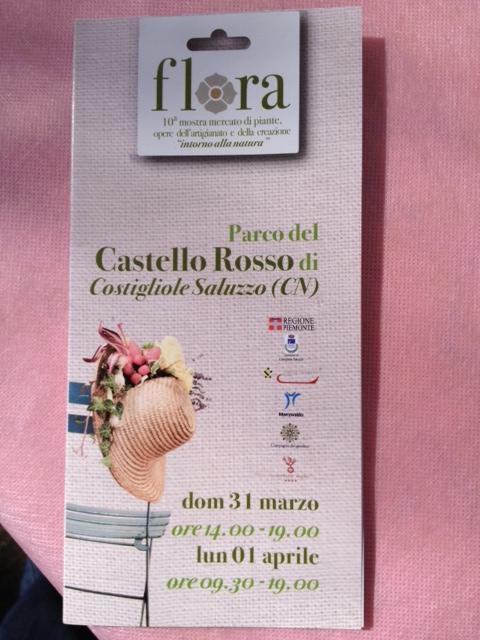 flora
10ª mostra mercato di piante,
opere dell'artigianato e della creazione
"intorno alla natura"
Parco del
Castello Rosso di
Costigliole Saluzzo (CN)
REGIONE
PIEMONTE
dom 31 marzo
ore 14.00 - 19.00
lun 01 aprile
ore 09.30 - 19.00